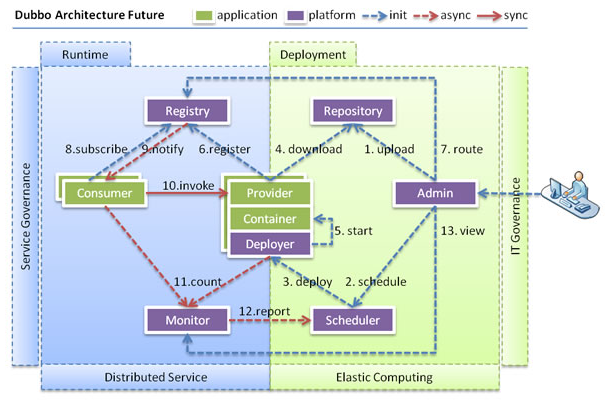 Dubbo Architecture Future
application
platform
init
async
sync
Runtime
Deployment
Registry
Repository
8.subscribe
9.notify
6.register
4. download
1. upload
7. route
Consumer
10.invoke
Provider
Admin
Container
5. start
13. view
Deployer
11.count
3. deploy
2. schedule
Monitor
12.report
Scheduler
Service Governance
IT Governance
Distributed Service
Elastic Computing